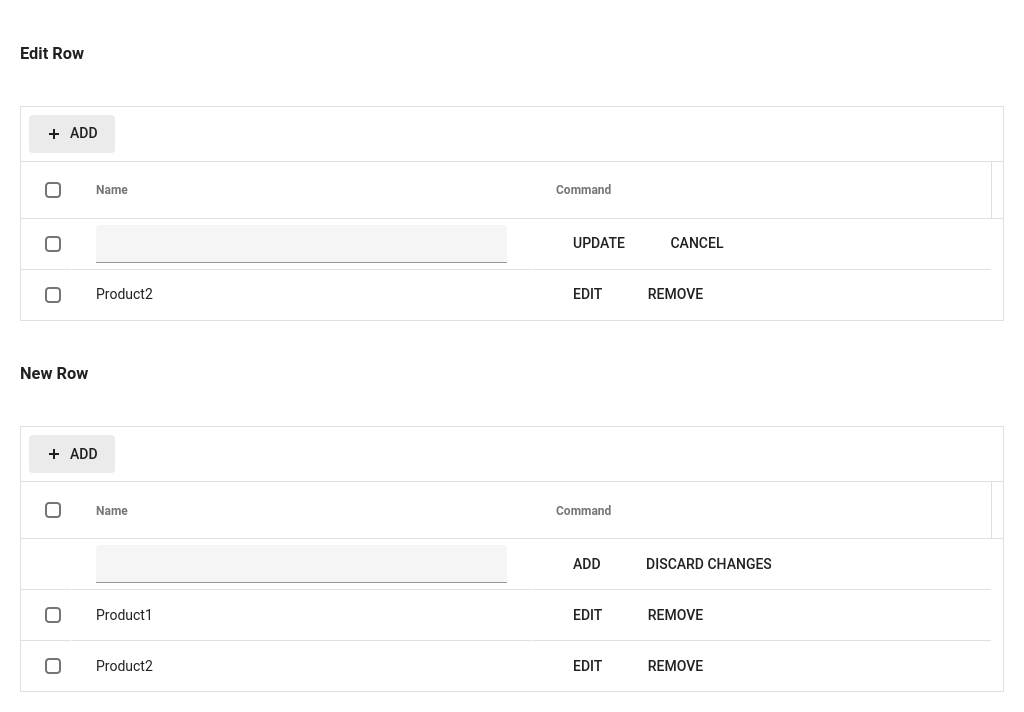 Edit Row
ADD
Name Command
UPDATE CANCEL
Product2 EDIT REMOVE
New Row
ADD
Name Command
ADD DISCARD CHANGES
Product1 EDIT REMOVE
Product2 EDIT REMOVE